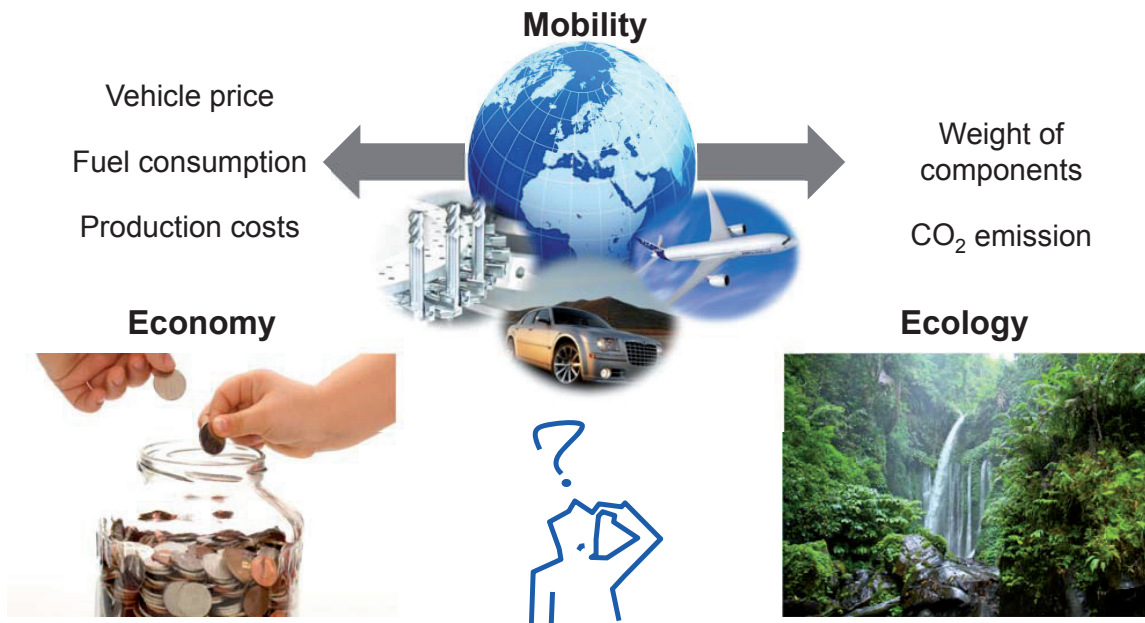 Mobility
Vehicle price
Fuel consumption
Production costs
Weight of
components
CO₂ emission
Economy
Ecology
?